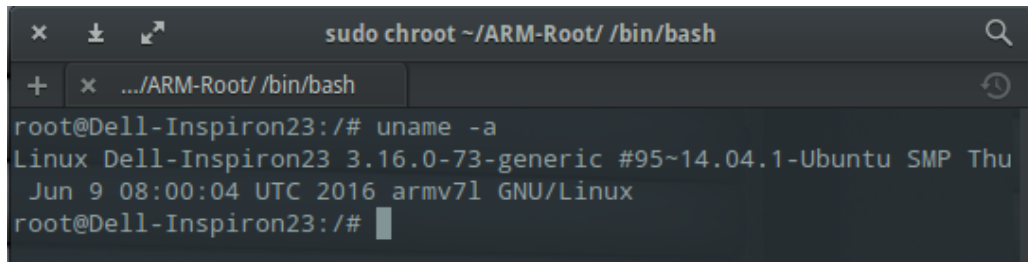 sudo chroot ~/ARM-Root/ /bin/bash
.../ARM-Root/ /bin/bash
root@Dell-Inspiron23:/# uname -a
Linux Dell-Inspiron23 3.16.0-73-generic #95~14.04.1-Ubuntu SMP Thu
 Jun 9 08:00:04 UTC 2016 armv7l GNU/Linux
root@Dell-Inspiron23:/#